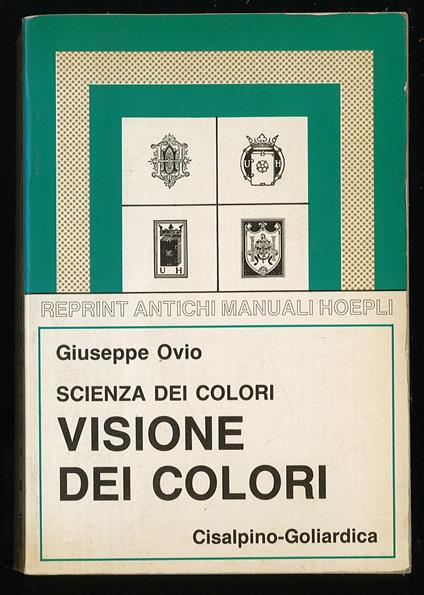 U H
U H
REPRINT ANTICHI MANUALI HOEPLI
Giuseppe Ovio
SCIENZA DEI COLORI
VISIONE
DEI COLORI
Cisalpino-Goliardica